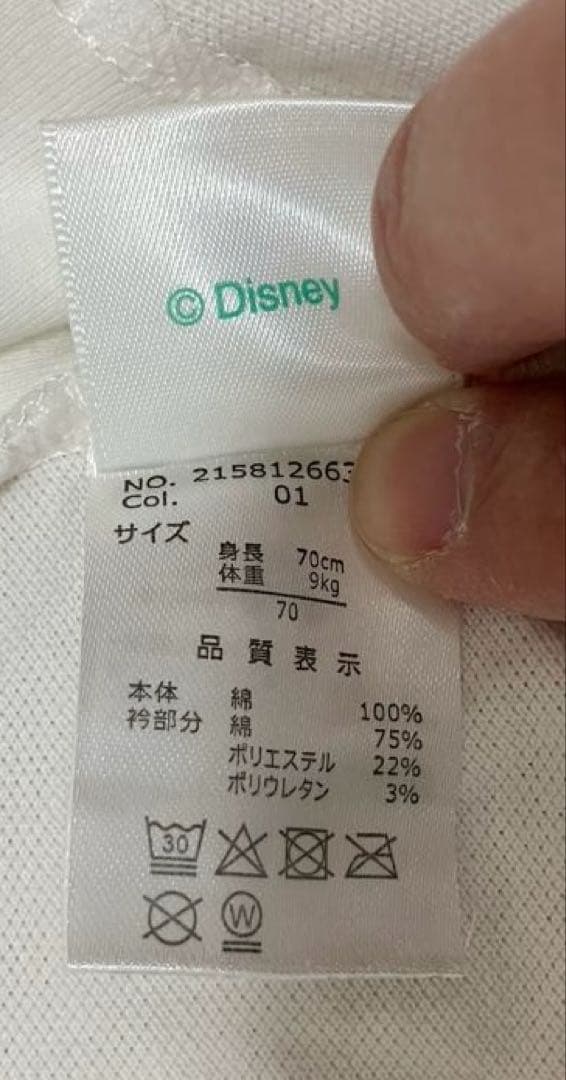 © Disney
NO. 215812663
Col. 01
サイズ
身長 70cm
体重 9kg
70
品質表示
本体 綿 100%
衿部分 綿 75%
ポリエステル 22%
ポリウレタン 3%
30
W